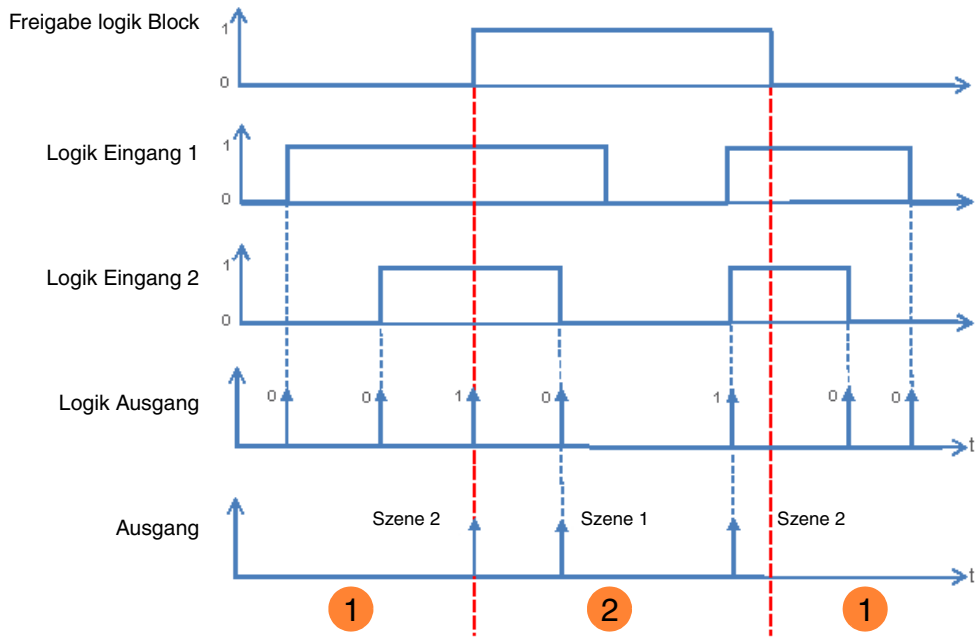 Freigabe logik Block
1
0
Logik Eingang 1
1
0
Logik Eingang 2
1
0
Logik Ausgang
0 0 1 0 1 0 0
t
Ausgang
Szene 2 Szene 1 Szene 2
t
1 2 1